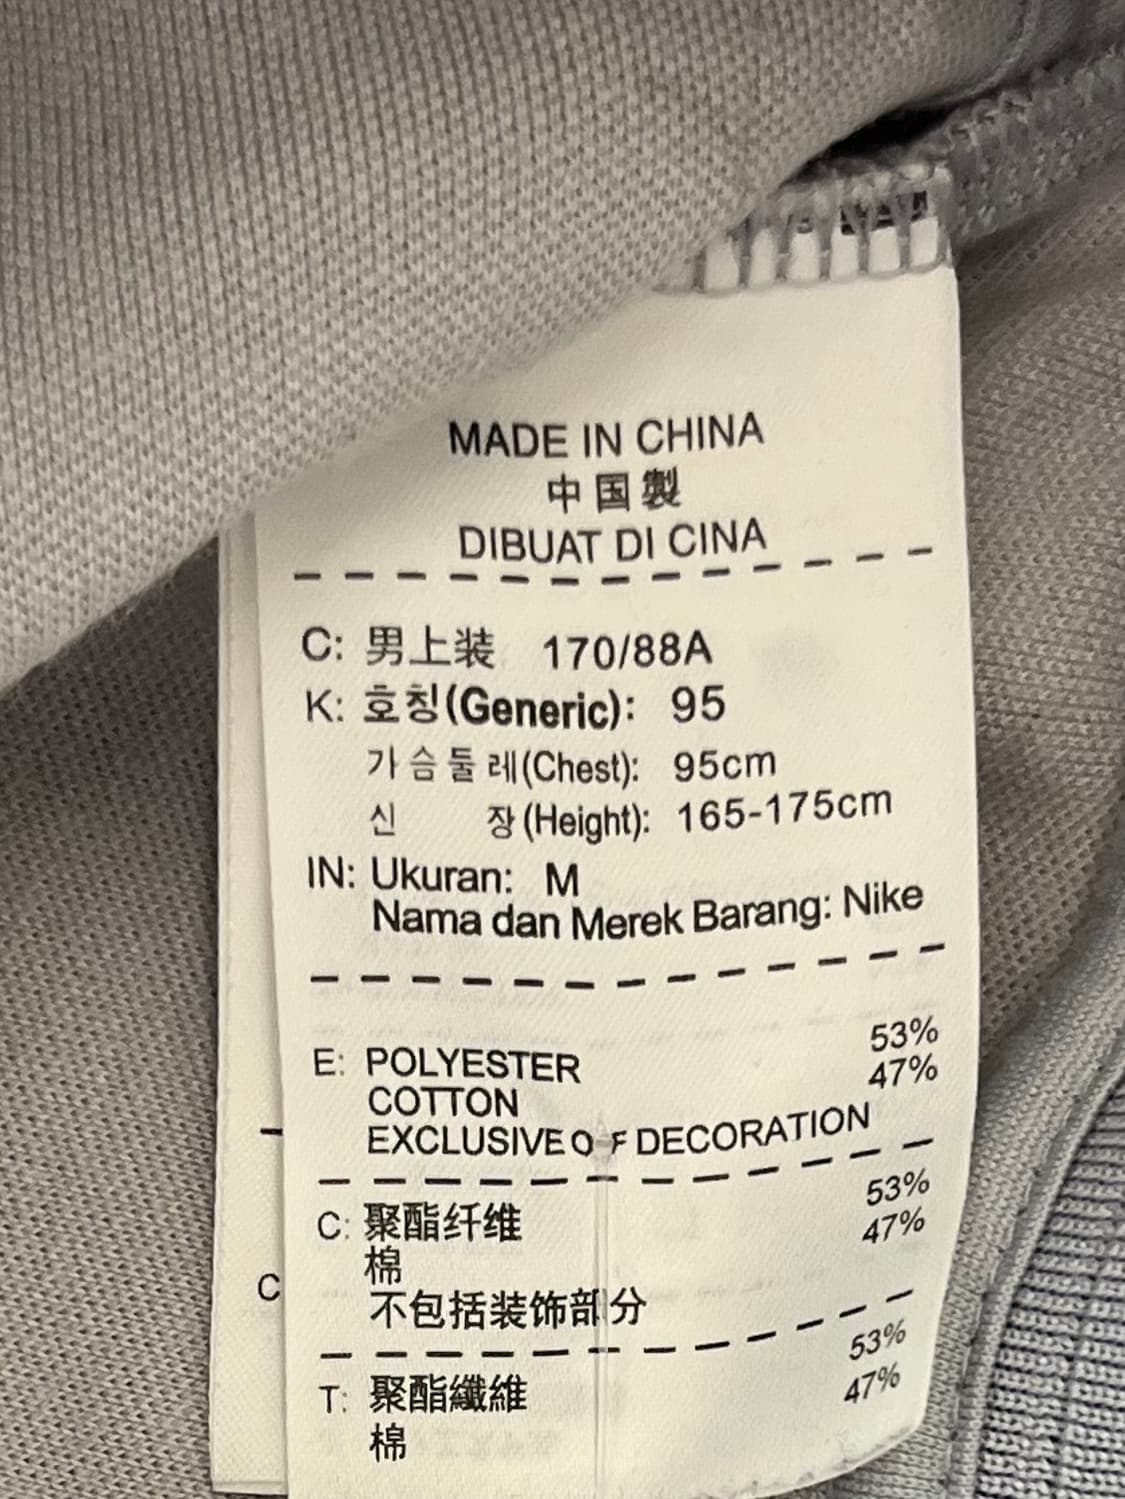 MADE IN CHINA
中国製
DIBUAT DI CINA
C: 男上装 170/88A
K: 호칭(Generic): 95
가슴둘레(Chest): 95cm
신 장(Height): 165-175cm
IN: Ukuran: M
Nama dan Merek Barang: Nike
E: POLYESTER 53%
COTTON 47%
EXCLUSIVE OF DECORATION
C: 聚酯纤维 53%
棉 47%
不包括装饰部分
C
T: 聚酯纖維 53%
棉 47%